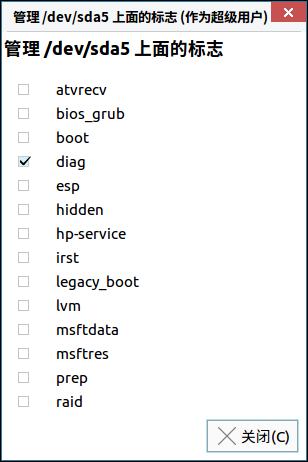 管理 /dev/sda5 上面的标志 (作为超级用户)
管理 /dev/sda5 上面的标志
atvrecv
bios_grub
boot
diag
esp
hidden
hp-service
irst
legacy_boot
lvm
msftdata
msftres
prep
raid
关闭(C)